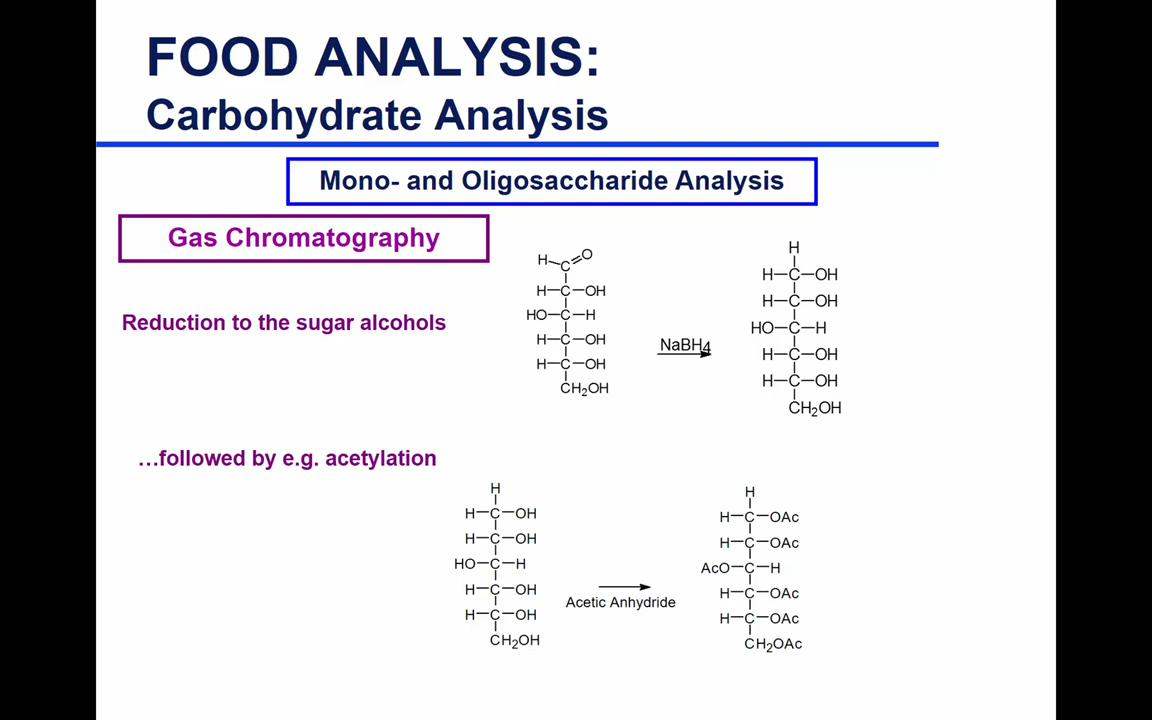 FOOD ANALYSIS:
Carbohydrate Analysis
Mono- and Oligosaccharide Analysis
Gas Chromatography
Reduction to the sugar alcohols
H–C=O
H–C–OH
HO–C–H
H–C–OH
H–C–OH
CH₂OH
NaBH4
H
H–C–OH
H–C–OH
HO–C–H
H–C–OH
H–C–OH
CH₂OH
…followed by e.g. acetylation
H
H–C–OH
H–C–OH
HO–C–H
H–C–OH
H–C–OH
CH₂OH
Acetic Anhydride
H
H–C–OAc
H–C–OAc
AcO–C–H
H–C–OAc
H–C–OAc
CH₂OAc